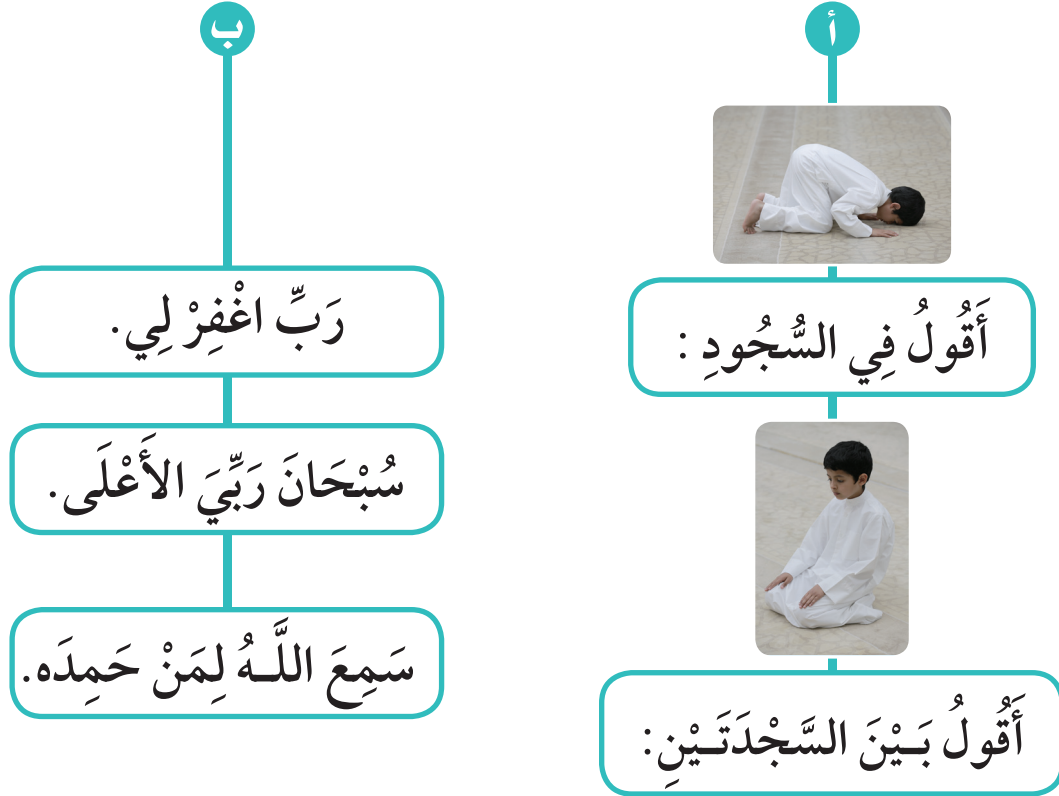 أ
أَقُولُ فِي السُّجُودِ :
أَقُولُ بَـيْنَ السَّجْدَتَـيْنِ:
ب
رَبِّ اغْفِرْ لِي.
سُبْحَانَ رَبِّيَ الأَعْلَى.
سَمِعَ اللَّـهُ لِمَنْ حَمِدَه.